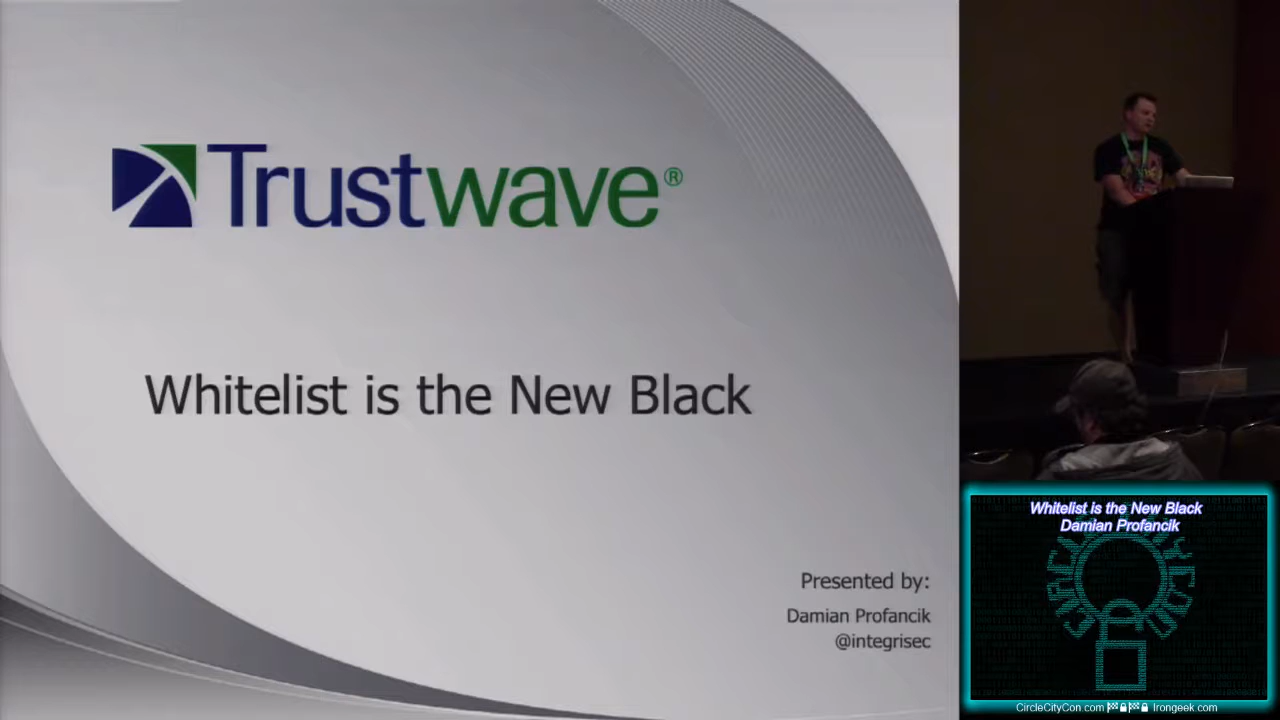 Trustwave®
Whitelist is the New Black
Presented by:
Damian Profancik
@integrisec
Whitelist is the New Black
Damian Profancik
CircleCityCon.com Irongeek.com